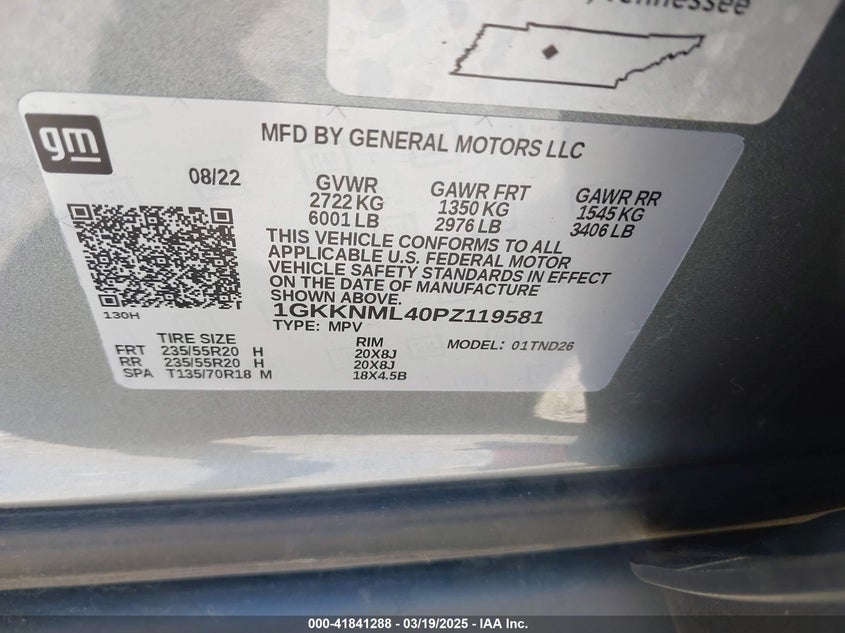 Tennessee
gm
MFD BY GENERAL MOTORS LLC
08/22
GVWR
2722 KG
6001 LB
GAWR FRT
1350 KG
2976 LB
GAWR RR
1545 KG
3406 LB
THIS VEHICLE CONFORMS TO ALL
APPLICABLE U.S. FEDERAL MOTOR
VEHICLE SAFETY STANDARDS IN EFFECT
ON THE DATE OF MANUFACTURE
SHOWN ABOVE.
130H
1GKKNML40PZ119581
TYPE: MPV
TIRE SIZE RIM MODEL: 01TND26
FRT 235/55R20 H 20X8J
RR 235/55R20 H 20X8J
SPA T135/70R18 M 18X4.5B
000-41841288 - 03/19/2025 - IAA Inc.